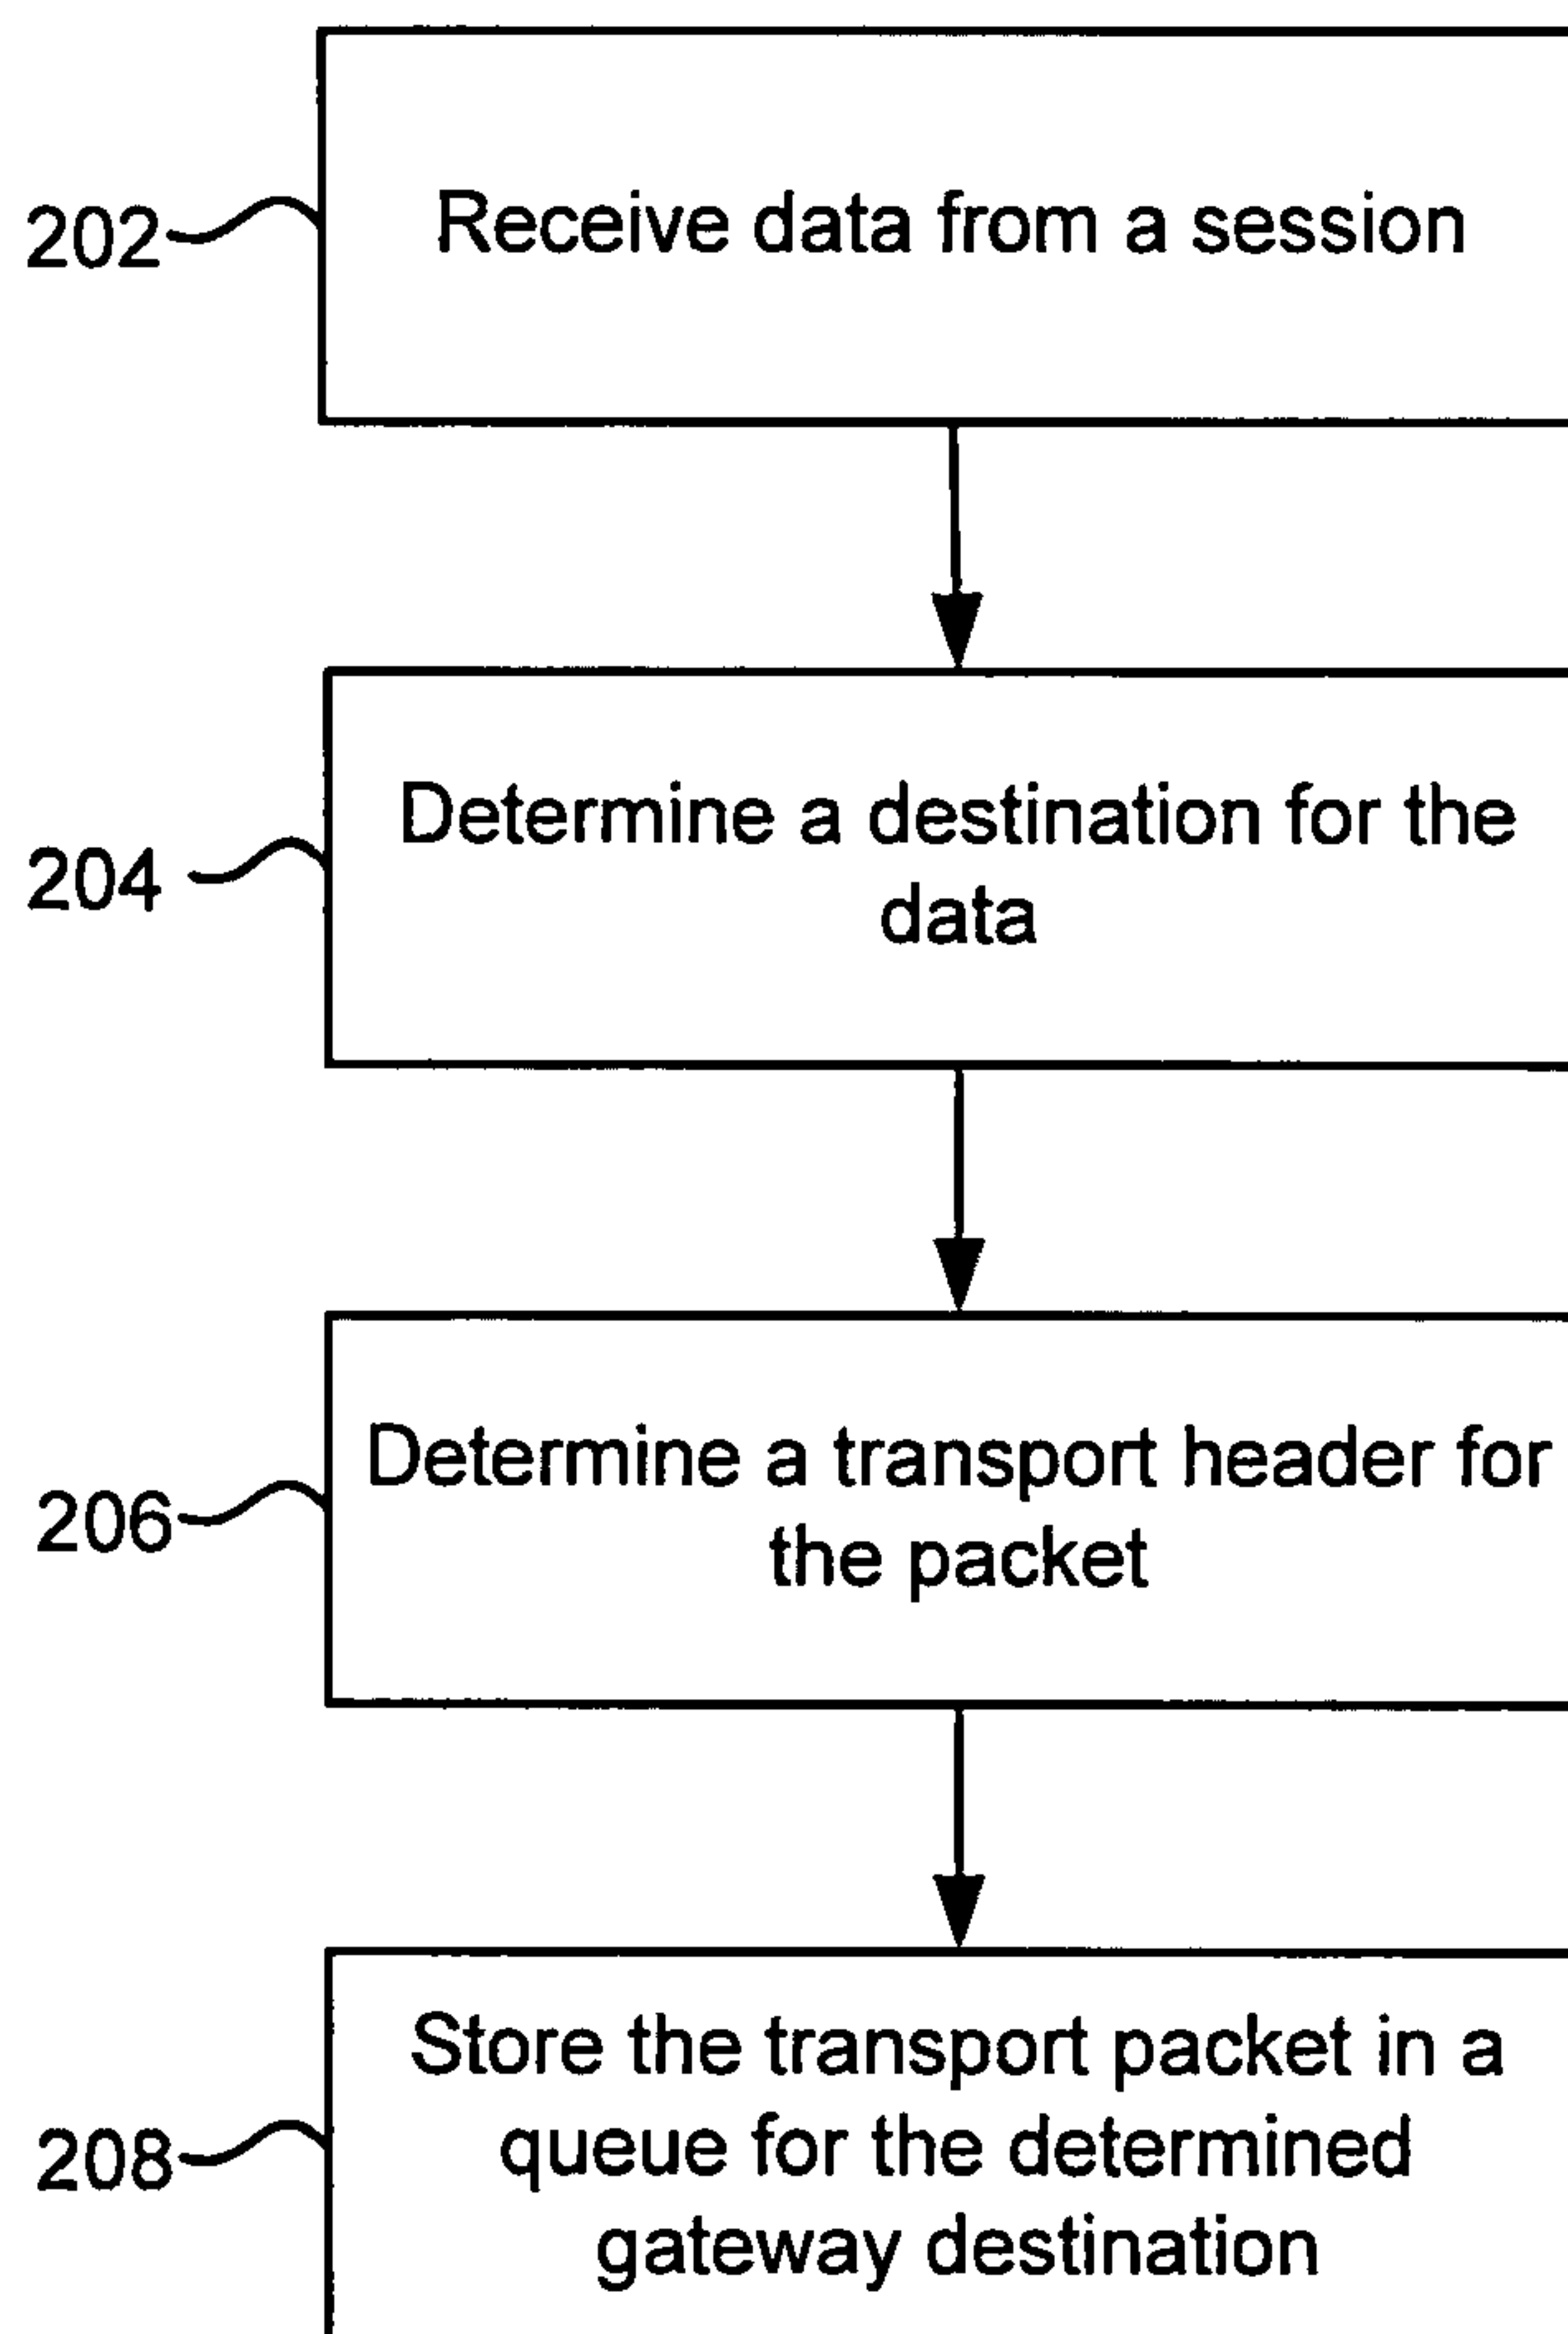 202
Receive data from a session
204
Determine a destination for the
data
206
Determine a transport header for
the packet
208
Store the transport packet in a
queue for the determined
gateway destination